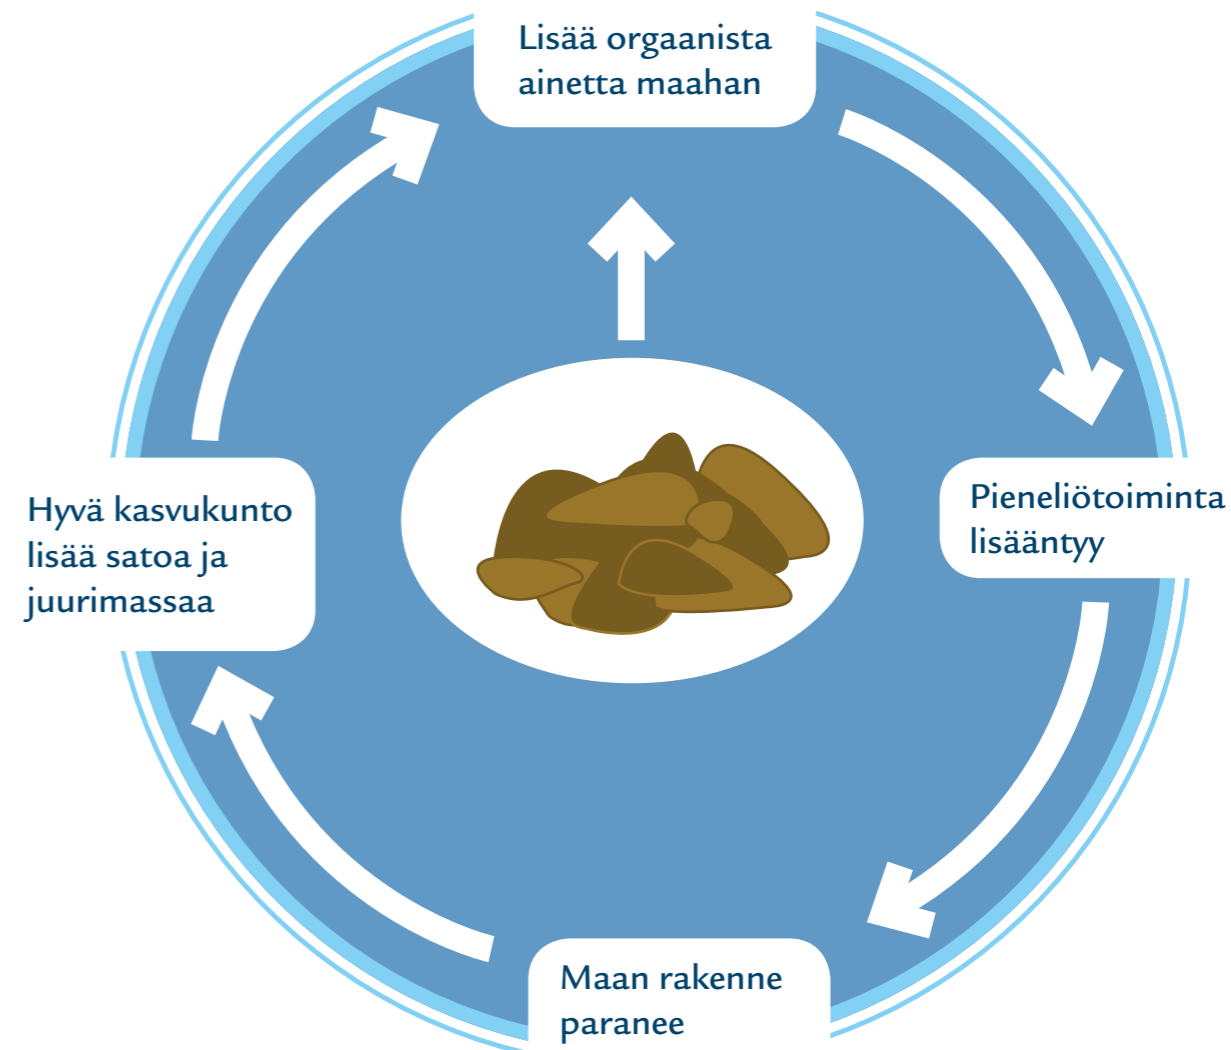 Lisää orgaanista
ainetta maahan
Pieneliötoiminta
lisääntyy
Maan rakenne
paranee
Hyvä kasvukunto
lisää satoa ja
juurimassaa